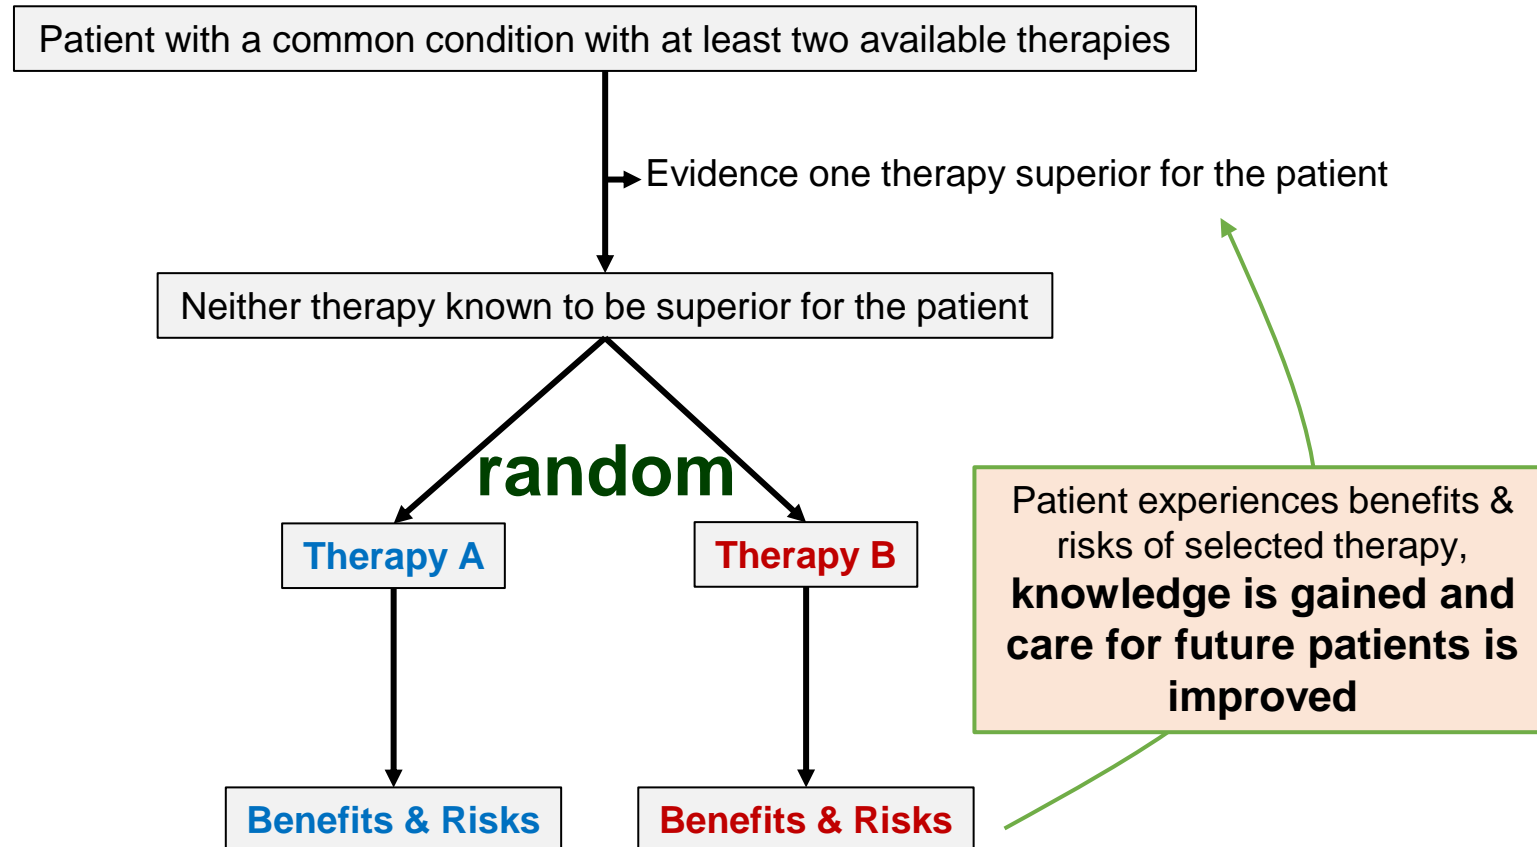 Patient with a common condition with at least two available therapies
Evidence one therapy superior for the patient
Neither therapy known to be superior for the patient
random
Therapy A
Therapy B
Patient experiences benefits &
risks of selected therapy,
knowledge is gained and
care for future patients is
improved
Benefits & Risks
Benefits & Risks